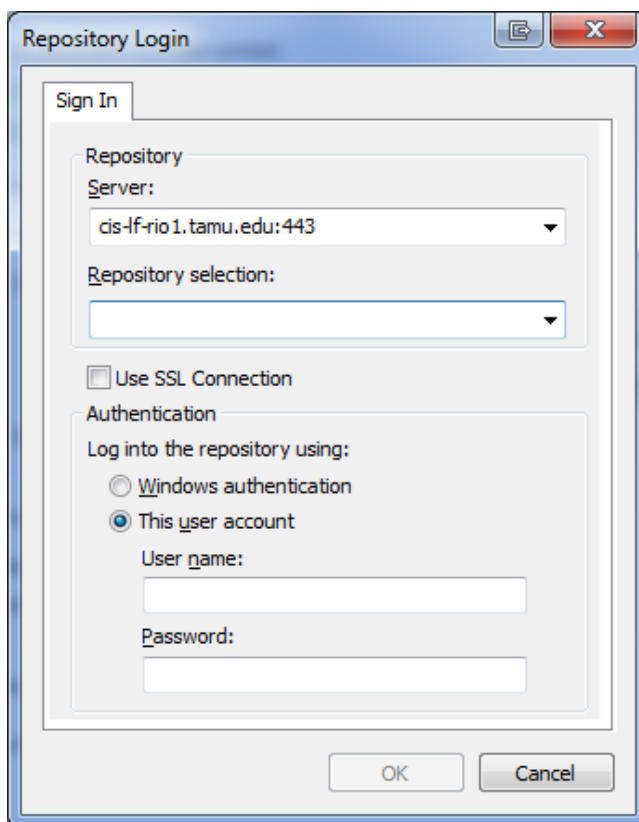 Repository Login
Sign In
Repository
Server:
cis-lf-rio1.tamu.edu:443
Repository selection:
Use SSL Connection
Authentication
Log into the repository using:
Windows authentication
This user account
User name:
Password:
OK
Cancel